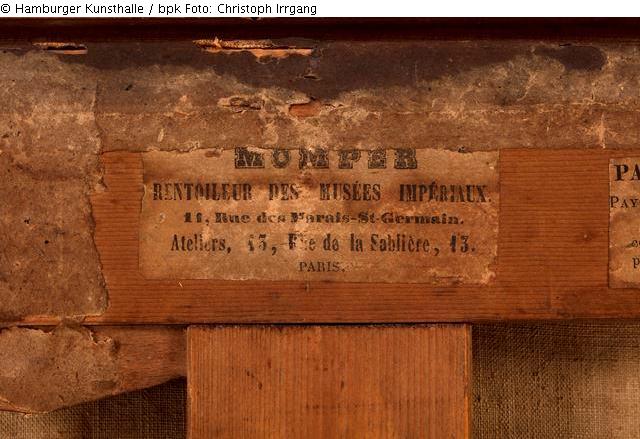 © Hamburger Kunsthalle / bpk Foto: Christoph Irrgang
MOMPER
RENTOILEUR DES MUSÉES IMPÉRIAUX.
11, Rue des Marais-St-Germain.
Ateliers, 13, Rue de la Sablière, 13.
PARIS.
PA
PAY